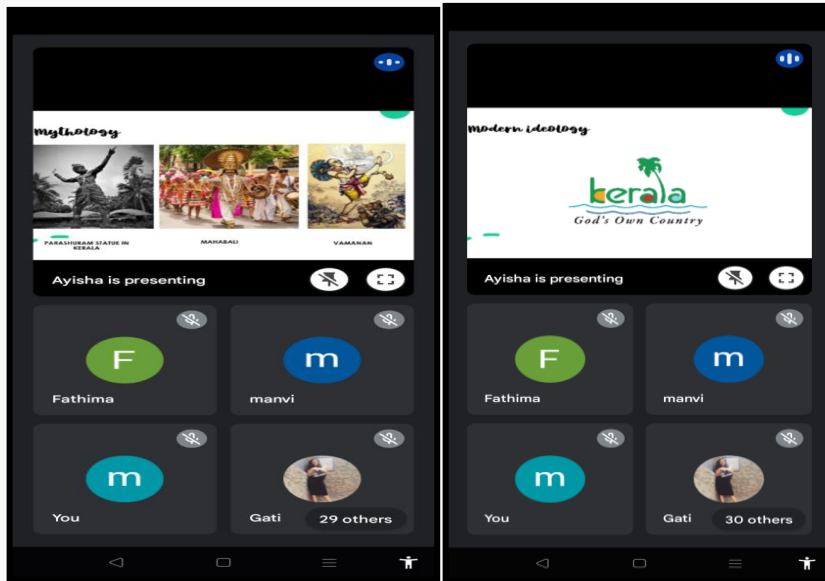 Mythology
PARASHURAM STATUE IN
KERALA
MAHABALI
VAMANAN
Ayisha is presenting
F
Fathima
m
manvi
m
You
Gati
29 others
Modern ideology
kerala
God's Own Country
Ayisha is presenting
F
Fathima
m
manvi
m
You
Gati
30 others